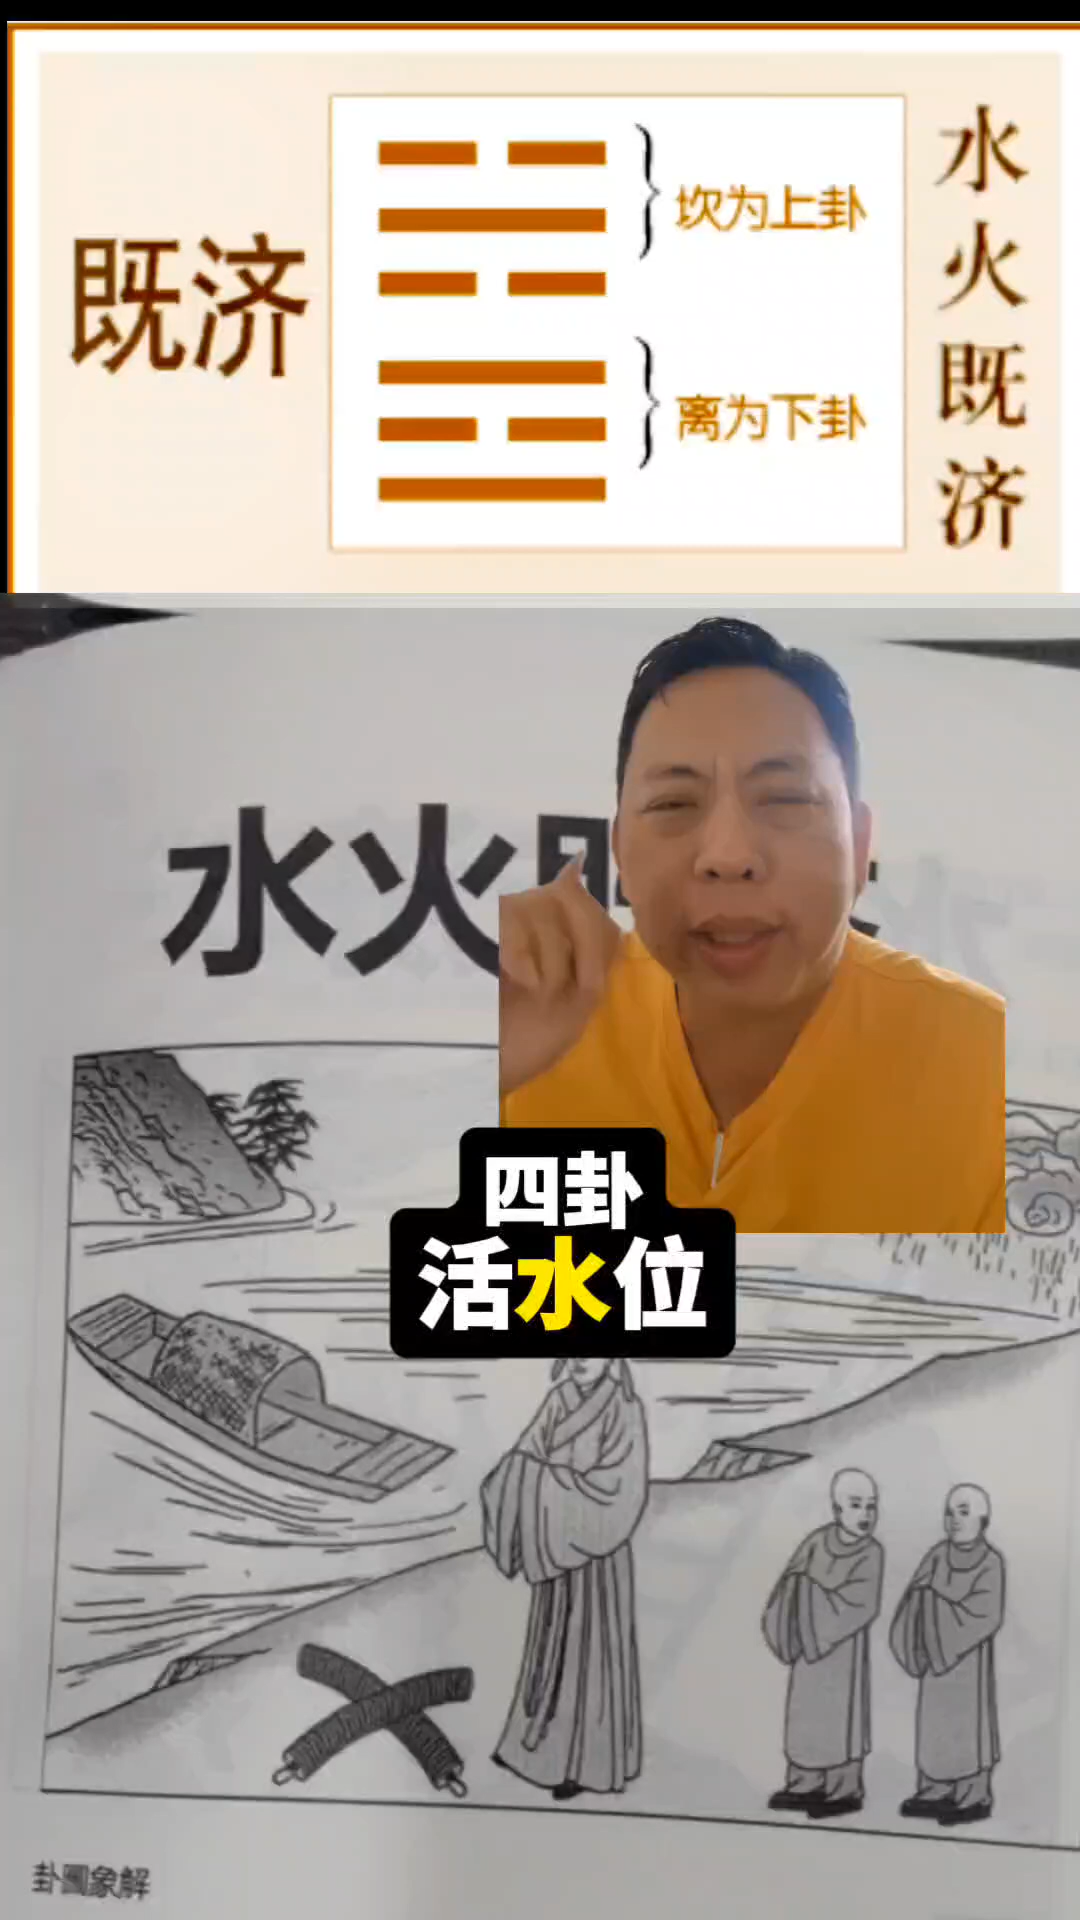 既济
坎为上卦
离为下卦
水火既济
水火
四卦
活水位
卦圖象解